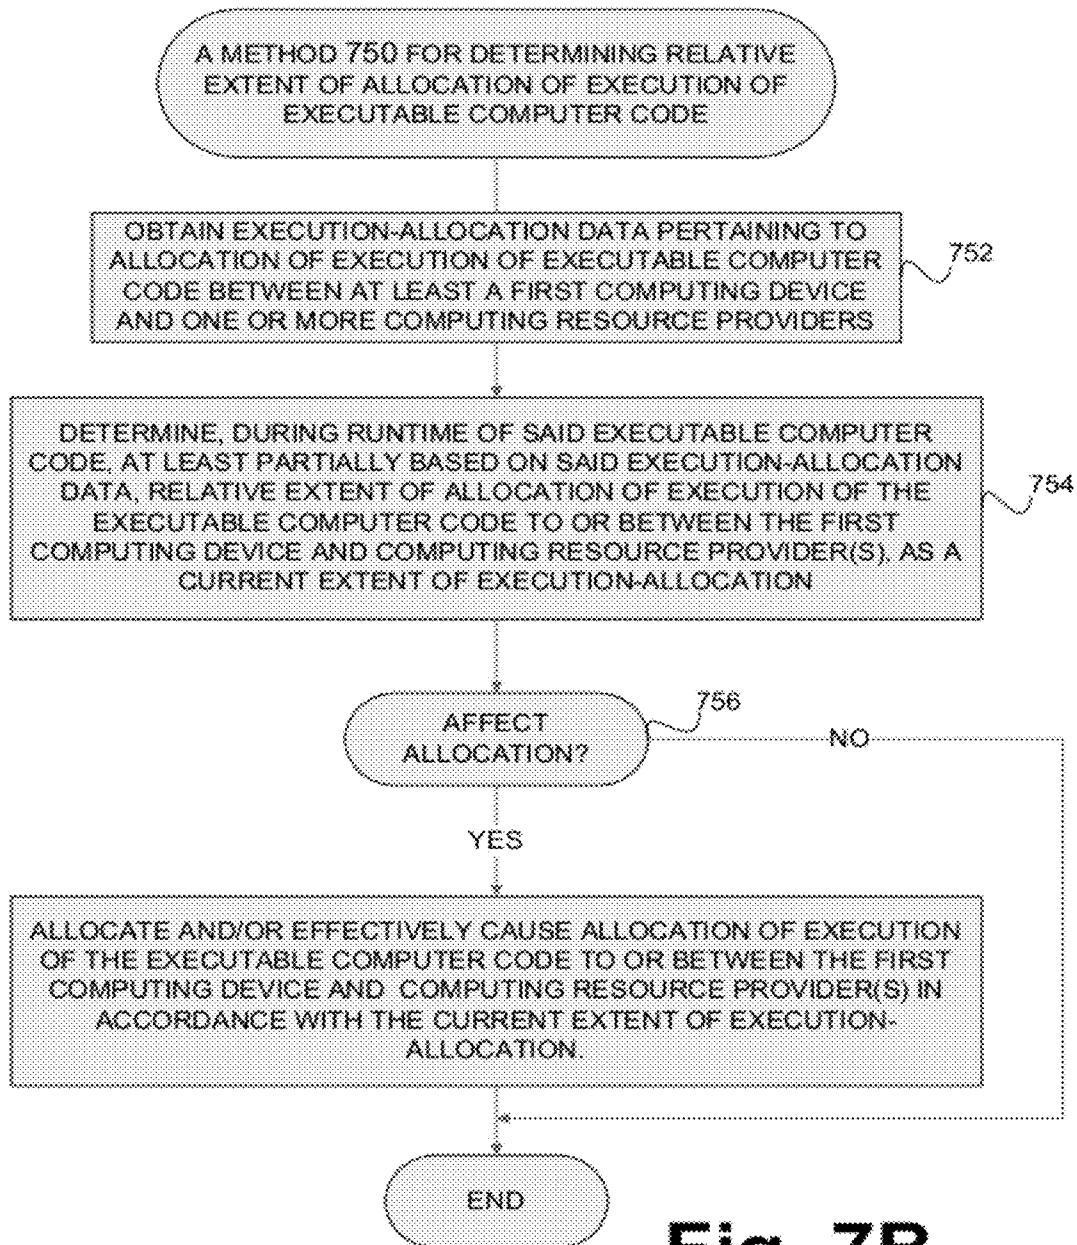 A METHOD 750 FOR DETERMINING RELATIVE
EXTENT OF ALLOCATION OF EXECUTION OF
EXECUTABLE COMPUTER CODE
OBTAIN EXECUTION-ALLOCATION DATA PERTAINING TO
ALLOCATION OF EXECUTION OF EXECUTABLE COMPUTER
CODE BETWEEN AT LEAST A FIRST COMPUTING DEVICE
AND ONE OR MORE COMPUTING RESOURCE PROVIDERS
752
DETERMINE, DURING RUNTIME OF SAID EXECUTABLE COMPUTER
CODE, AT LEAST PARTIALLY BASED ON SAID EXECUTION-ALLOCATION
DATA, RELATIVE EXTENT OF ALLOCATION OF EXECUTION OF THE
EXECUTABLE COMPUTER CODE TO OR BETWEEN THE FIRST
COMPUTING DEVICE AND COMPUTING RESOURCE PROVIDER(S), AS A
CURRENT EXTENT OF EXECUTION-ALLOCATION
754
AFFECT
ALLOCATION?
756
NO
YES
ALLOCATE AND/OR EFFECTIVELY CAUSE ALLOCATION OF EXECUTION
OF THE EXECUTABLE COMPUTER CODE TO OR BETWEEN THE FIRST
COMPUTING DEVICE AND COMPUTING RESOURCE PROVIDER(S) IN
ACCORDANCE WITH THE CURRENT EXTENT OF EXECUTION-
ALLOCATION.
END
Fig. 7B